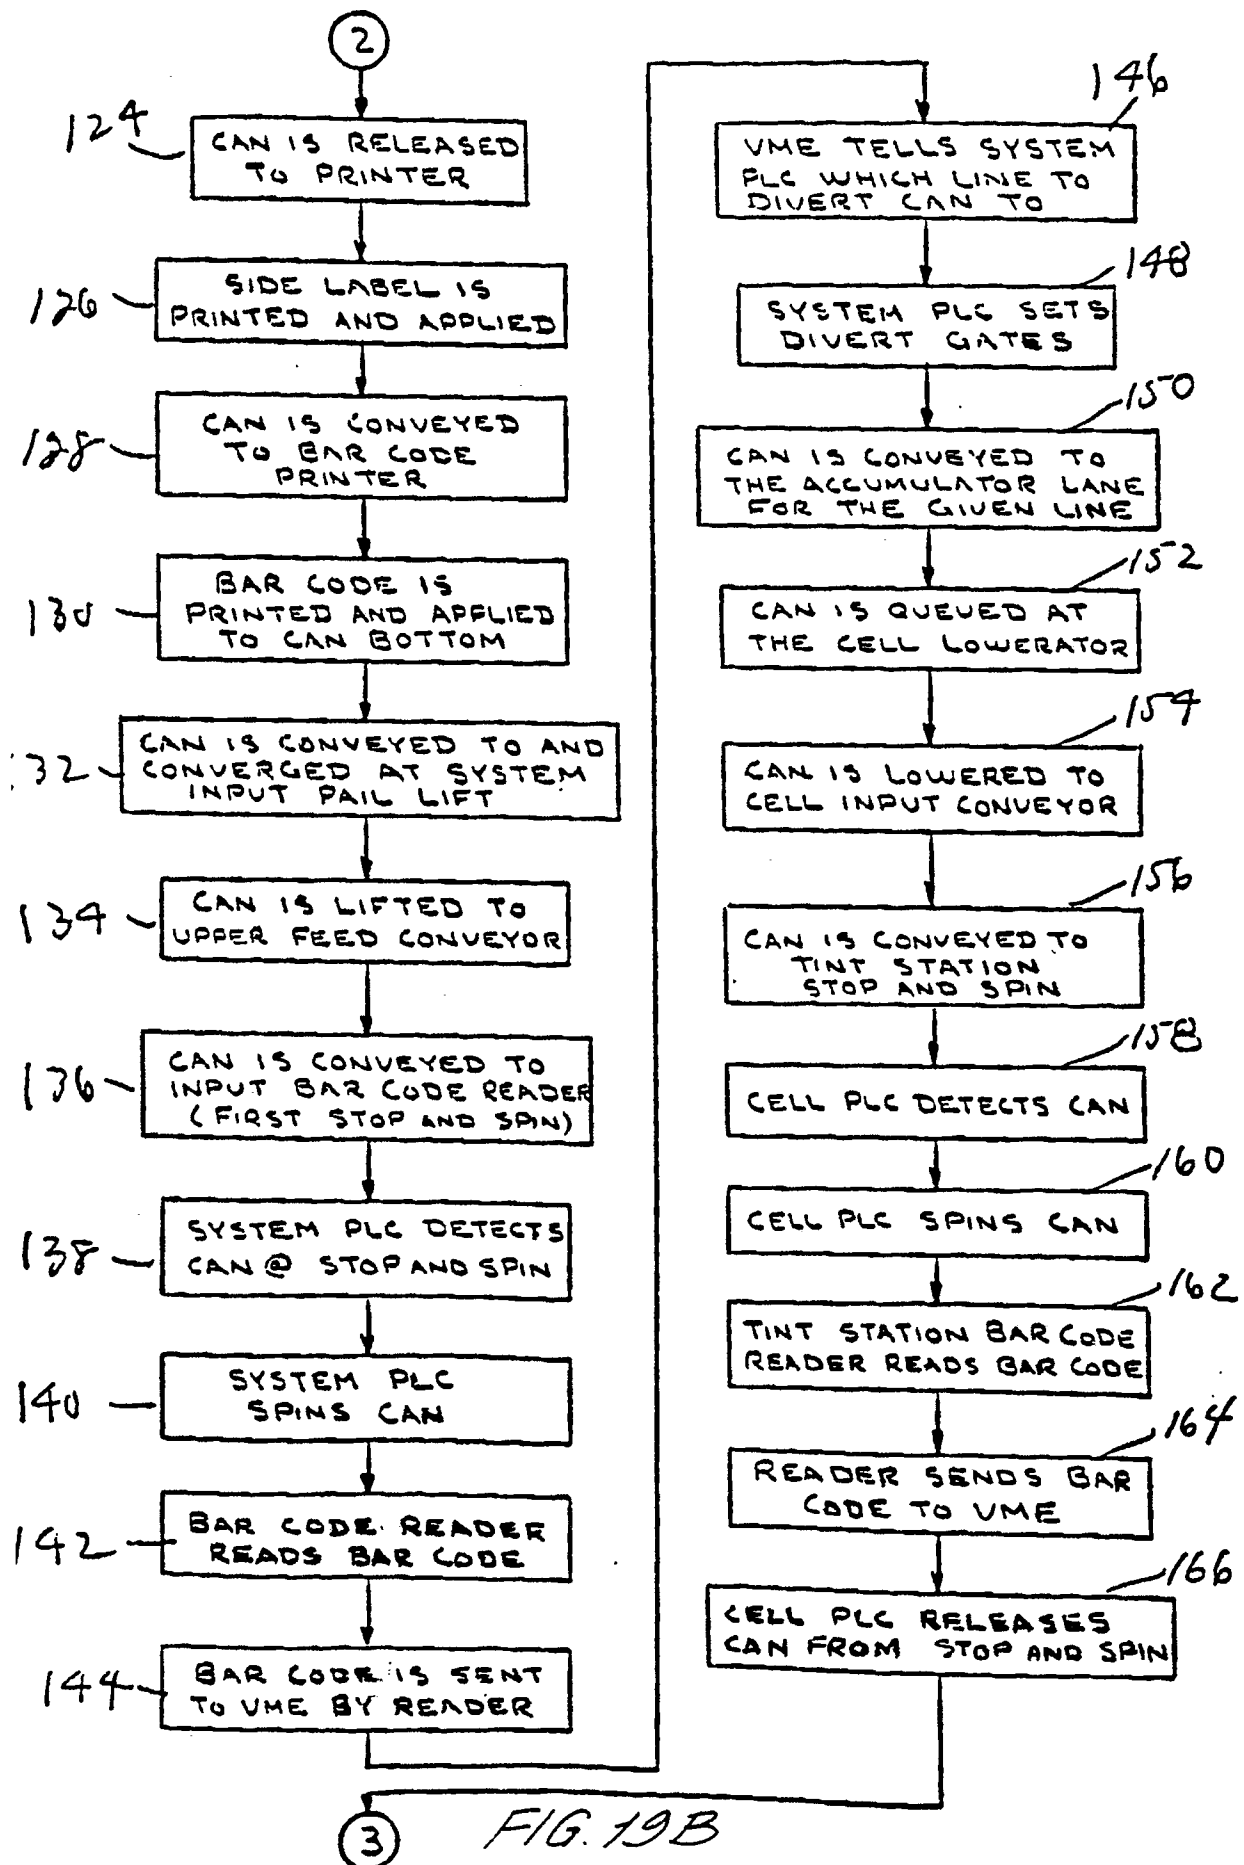 2
124
CAN IS RELEASED
TO PRINTER
126
SIDE LABEL IS
PRINTED AND APPLIED
128
CAN IS CONVEYED
TO BAR CODE
PRINTER
130
BAR CODE IS
PRINTED AND APPLIED
TO CAN BOTTOM
132
CAN IS CONVEYED TO AND
CONVERGED AT SYSTEM
INPUT PAIL LIFT
134
CAN IS LIFTED TO
UPPER FEED CONVEYOR
136
CAN IS CONVEYED TO
INPUT BAR CODE READER
(FIRST STOP AND SPIN)
138
SYSTEM PLC DETECTS
CAN @ STOP AND SPIN
140
SYSTEM PLC
SPINS CAN
142
BAR CODE READER
READS BAR CODE
144
BAR CODE IS SENT
TO VME BY READER
146
VME TELLS SYSTEM
PLC WHICH LINE TO
DIVERT CAN TO
148
SYSTEM PLC SETS
DIVERT GATES
150
CAN IS CONVEYED TO
THE ACCUMULATOR LANE
FOR THE GIVEN LINE
152
CAN IS QUEUED AT
THE CELL LOWERATOR
154
CAN IS LOWERED TO
CELL INPUT CONVEYOR
156
CAN IS CONVEYED TO
TINT STATION
STOP AND SPIN
158
CELL PLC DETECTS CAN
160
CELL PLC SPINS CAN
162
TINT STATION BAR CODE
READER READS BAR CODE
164
READER SENDS BAR
CODE TO VME
166
CELL PLC RELEASES
CAN FROM STOP AND SPIN
3
FIG. 19B